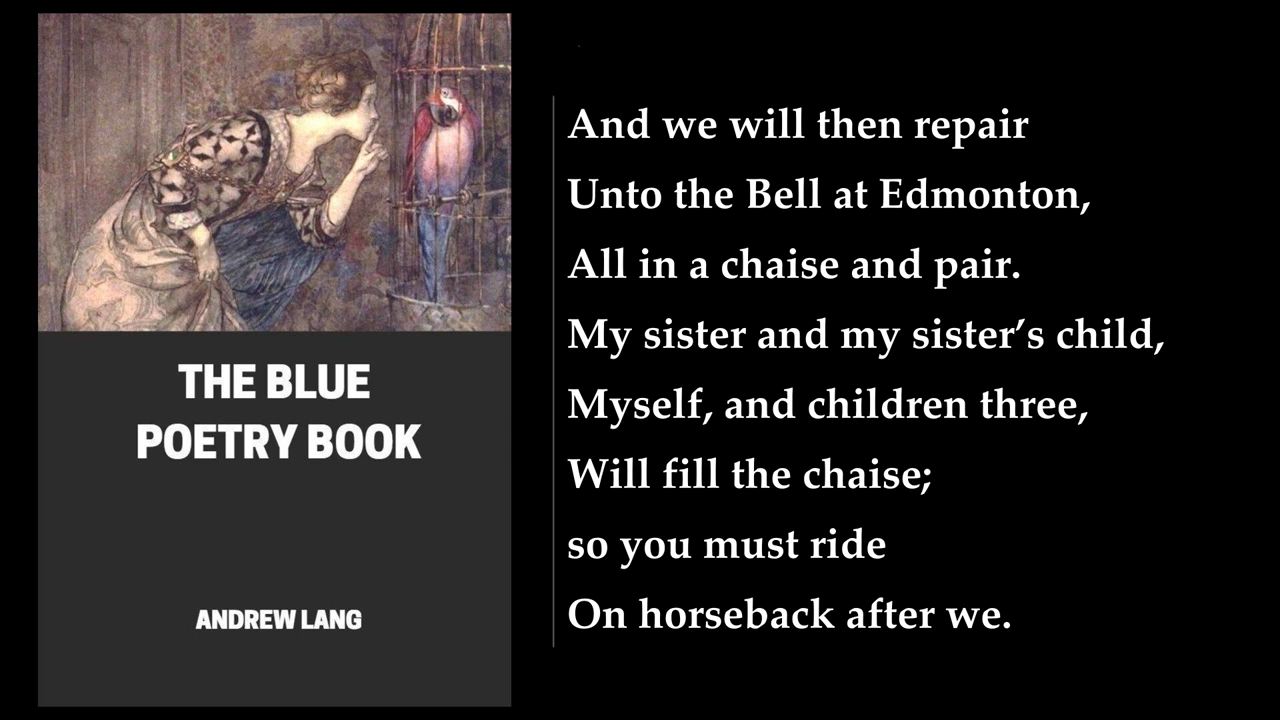 THE BLUE
POETRY BOOK
ANDREW LANG
And we will then repair
Unto the Bell at Edmonton,
All in a chaise and pair.
My sister and my sister’s child,
Myself, and children three,
Will fill the chaise;
so you must ride
On horseback after we.